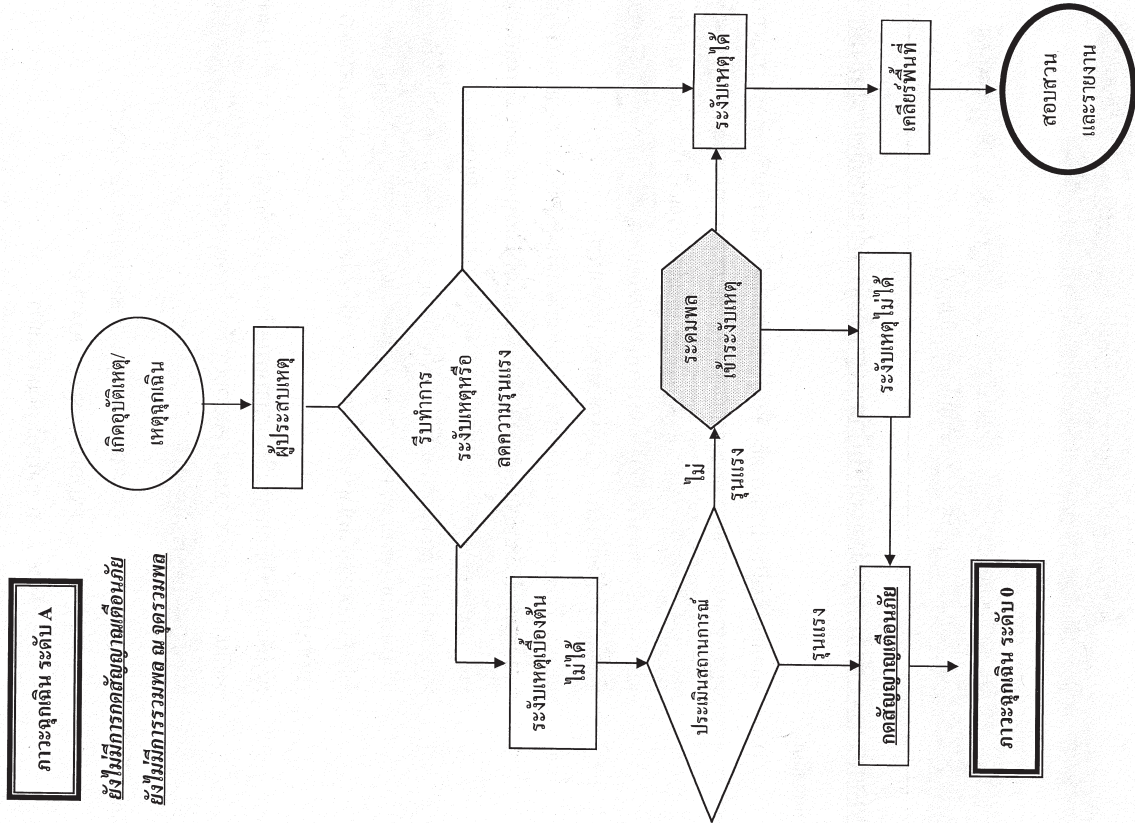 ภาวะฉุกเฉิน ระดับ A
ยังไม่มีการกดสัญญาณเตือนภัย
ยังไม่มีการรวมพล ณ จุดรวมพล
เกิดอุบัติเหตุ/
เหตุฉุกเฉิน
ผู้ประสบเหตุ
รีบทำการ
ระงับเหตุหรือ
ลดความรุนแรง
ระงับเหตุเบื้องต้น
ไม่ได้
ประเมินสถานการณ์
ไม่
รุนแรง
ระดมพล
เข้าระงับเหตุ
ระงับเหตุได้
รุนแรง
กดสัญญาญเตือนภัย
ระงับเหตุไม่ได้
เคลียร์พื้นที่
ภาวะฉุกเฉิน ระดับ 0
สอบสวน
และรายงาน